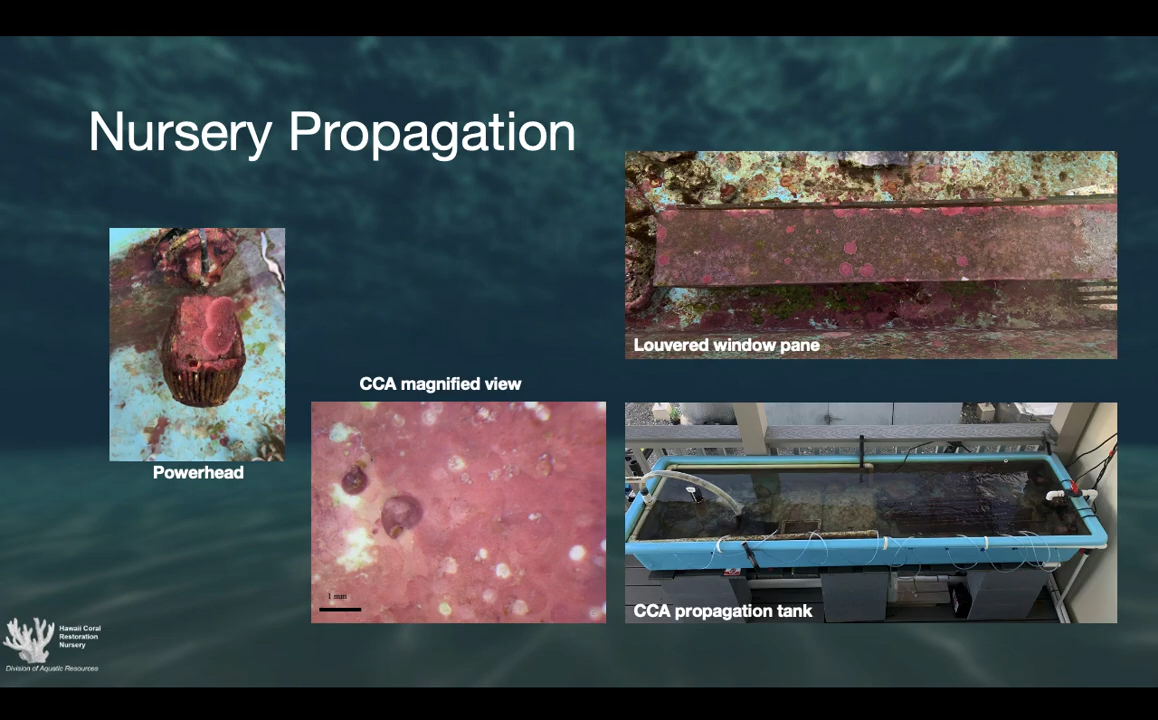 Nursery Propagation
Louvered window pane
CCA magnified view
Powerhead
1 mm
CCA propagation tank
Hawaii Coral
Restoration
Nursery
Division of Aquatic Resources